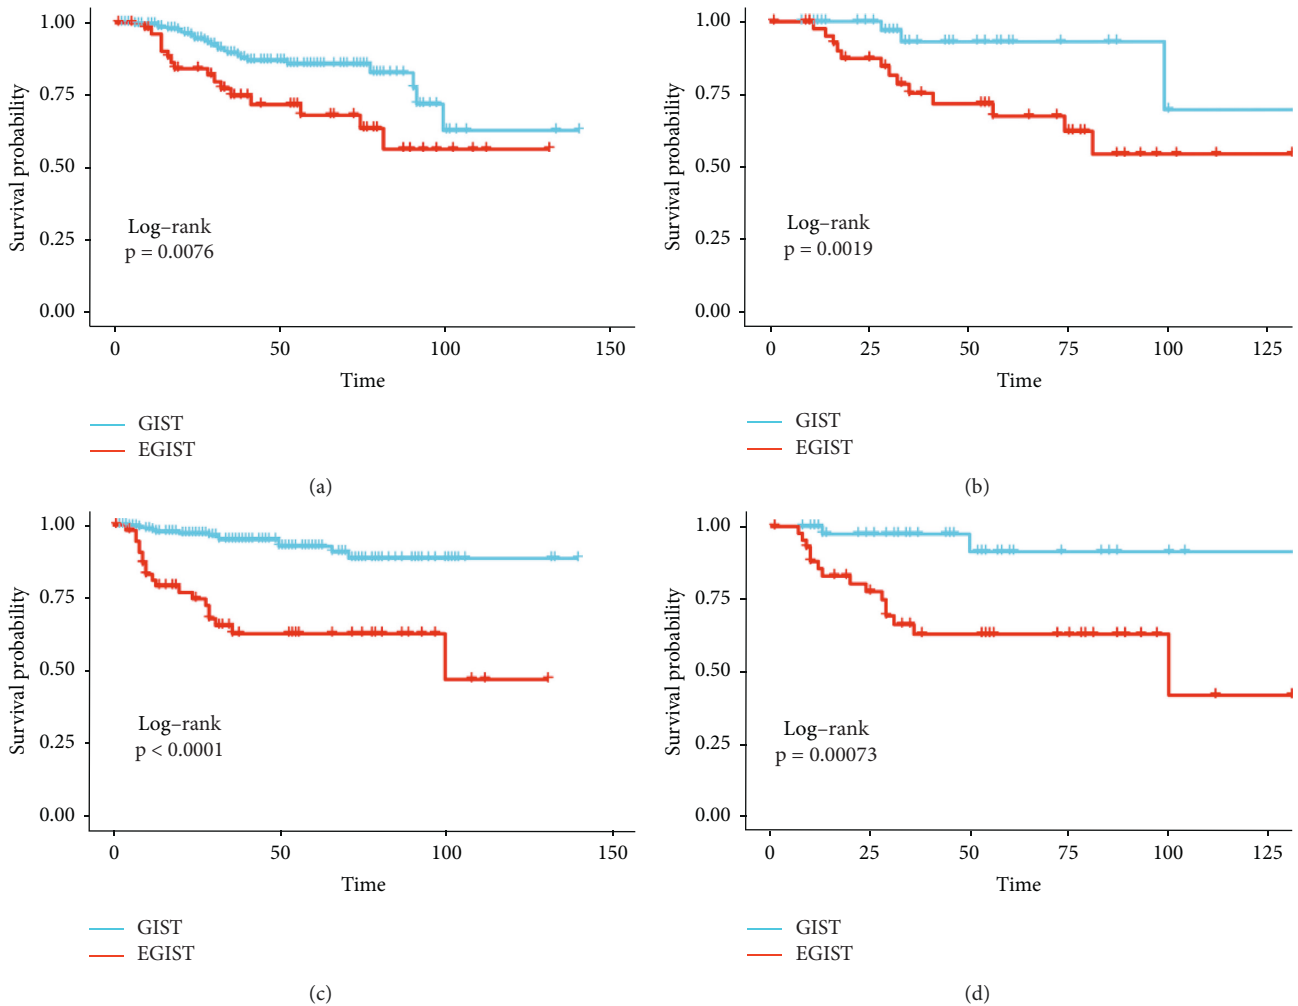 1.00
0.75
0.50
0.25
0.00
Survival probability
Log–rank
p = 0.0076
0 50 100 150
Time
GIST
EGIST
(a)
1.00
0.75
0.50
0.25
0.00
Survival probability
Log–rank
p = 0.0019
0 25 50 75 100 125
Time
GIST
EGIST
(b)
1.00
0.75
0.50
0.25
0.00
Survival probability
Log–rank
p < 0.0001
0 50 100 150
Time
GIST
EGIST
(c)
1.00
0.75
0.50
0.25
0.00
Survival probability
Log–rank
p = 0.00073
0 25 50 75 100 125
Time
GIST
EGIST
(d)